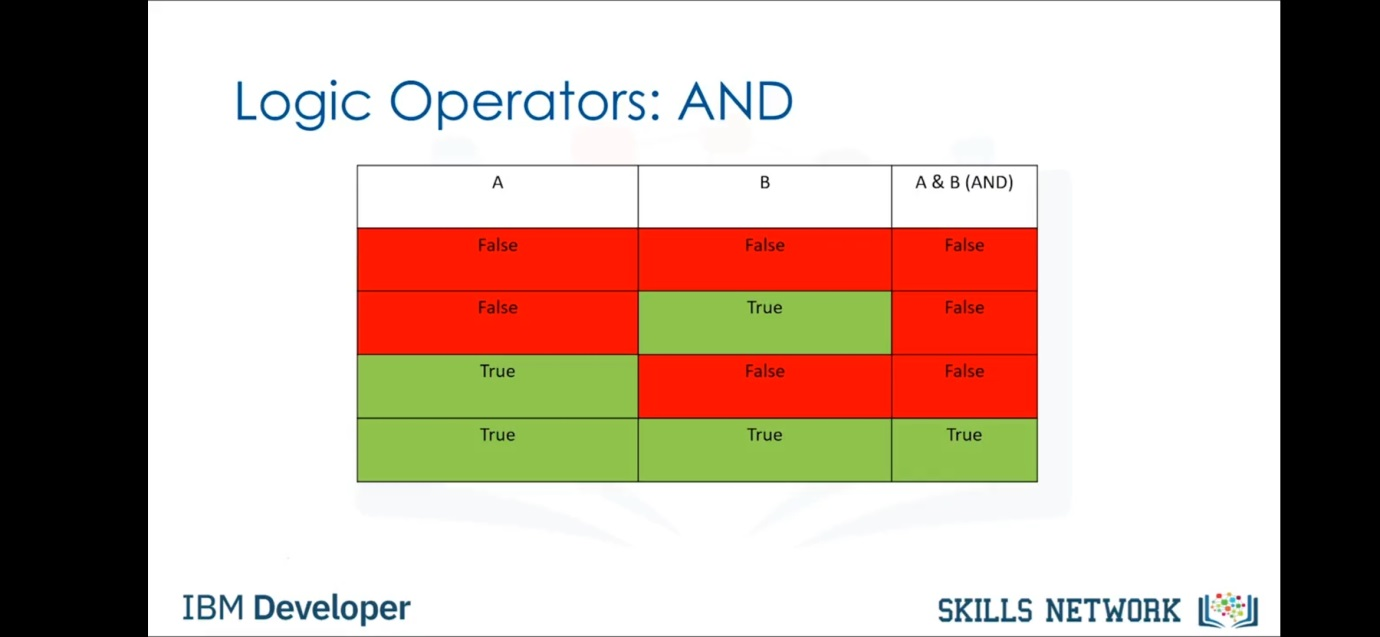 Logic Operators: AND
A B A & B (AND)
False False False
False True False
True False False
True True True
IBM Developer SKILLS NETWORK